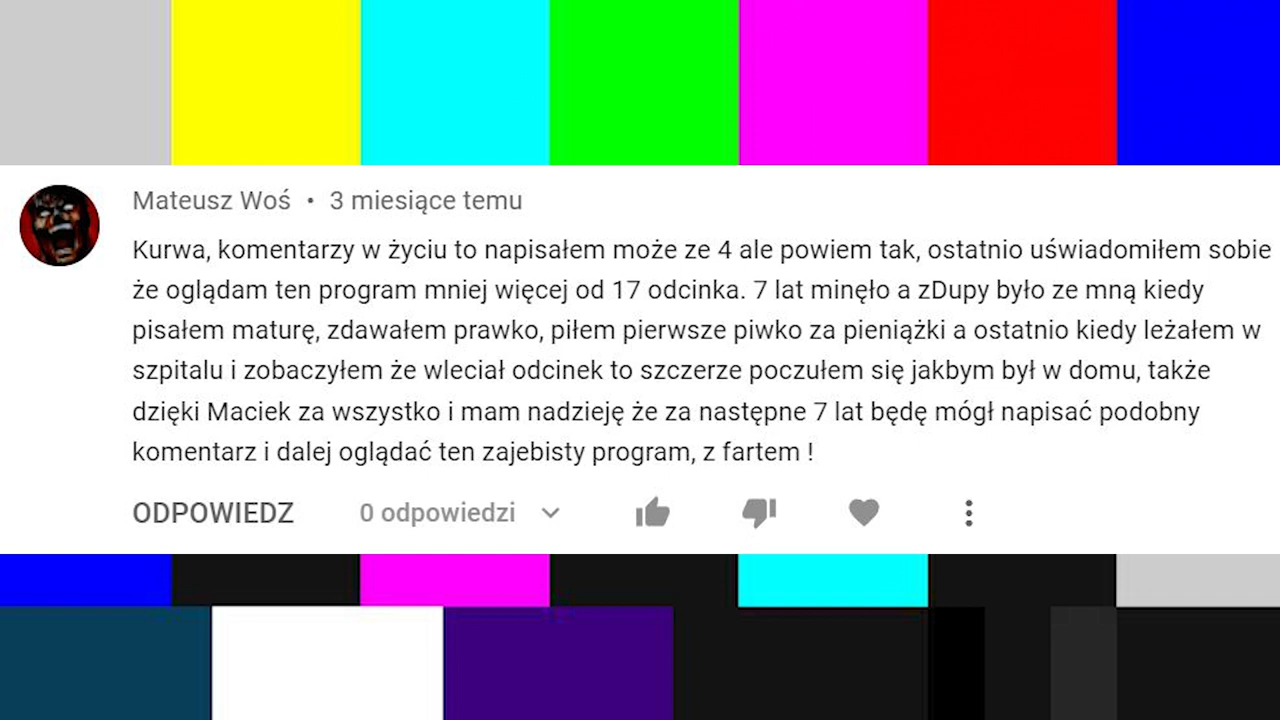 Mateusz Woś • 3 miesiące temu
Kurwa, komentarzy w życiu to napisałem może ze 4 ale powiem tak, ostatnio uświadomiłem sobie
że oglądam ten program mniej więcej od 17 odcinka. 7 lat minęło a zDupy było ze mną kiedy
pisałem maturę, zdawałem prawko, piłem pierwsze piwko za pieniążki a ostatnio kiedy leżałem w
szpitalu i zobaczyłem że wleciał odcinek to szczerze poczułem się jakbym był w domu, także
dzięki Maciek za wszystko i mam nadzieję że za następne 7 lat będę mógł napisać podobny
komentarz i dalej oglądać ten zajebisty program, z fartem !
ODPOWIEDZ 0 odpowiedzi